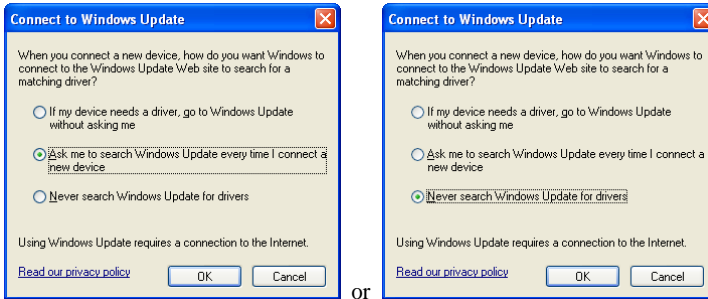 Connect to Windows Update
When you connect a new device, how do you want Windows to
connect to the Windows Update Web site to search for a
matching driver?
If my device needs a driver, go to Windows Update
without asking me
Ask me to search Windows Update every time I connect a
new device
Never search Windows Update for drivers
Using Windows Update requires a connection to the Internet.
Read our privacy policy
OK
Cancel
or
Connect to Windows Update
When you connect a new device, how do you want Windows to
connect to the Windows Update Web site to search for a
matching driver?
If my device needs a driver, go to Windows Update
without asking me
Ask me to search Windows Update every time I connect a
new device
Never search Windows Update for drivers
Using Windows Update requires a connection to the Internet.
Read our privacy policy
OK
Cancel